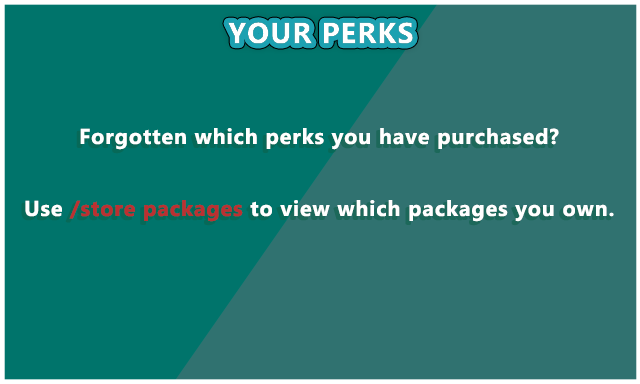 YOUR PERKS
Forgotten which perks you have purchased?
Use /store packages to view which packages you own.